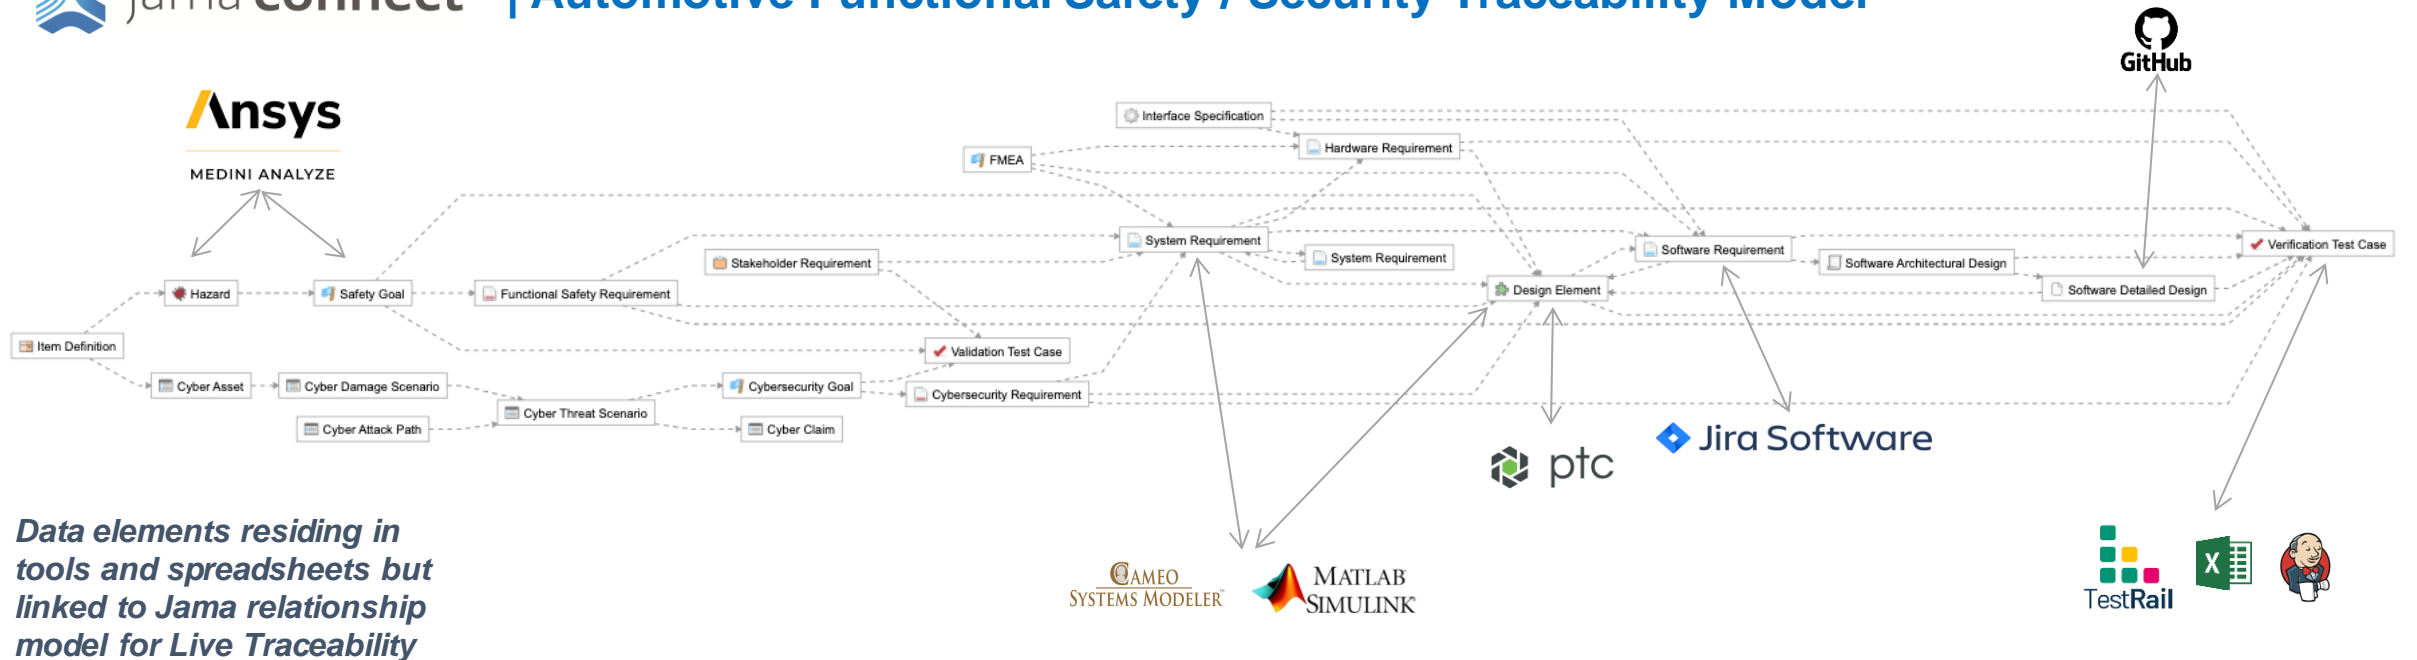 jama connect | Automotive Functional Safety / Security Traceability Model
GitHub
Ansys
MEDINI ANALYZE
Interface Specification
Hardware Requirement
FMEA
System Requirement
Stakeholder Requirement
System Requirement
Software Requirement
Software Architectural Design
Verification Test Case
Hazard
Safety Goal
Functional Safety Requirement
Design Element
Software Detailed Design
Item Definition
Validation Test Case
Cyber Asset
Cyber Damage Scenario
Cybersecurity Goal
Cybersecurity Requirement
Cyber Threat Scenario
Cyber Attack Path
Cyber Claim
ptc
Jira Software
Data elements residing in
tools and spreadsheets but
linked to Jama relationship
model for Live Traceability
CAMEO
SYSTEMS MODELER
MATLAB
SIMULINK
TestRail
X